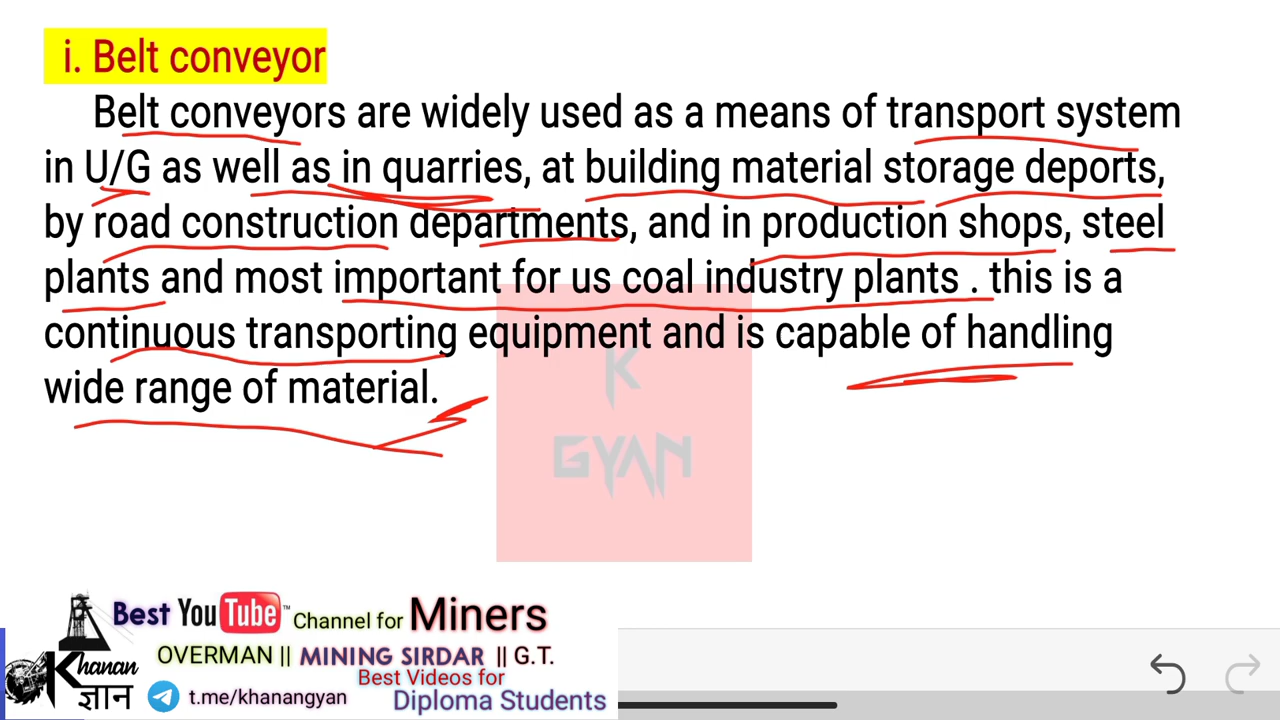 i. Belt conveyor
Belt conveyors are widely used as a means of transport system
in U/G as well as in quarries, at building material storage deports,
by road construction departments, and in production shops, steel
plants and most important for us coal industry plants . this is a
continuous transporting equipment and is capable of handling
wide range of material.
K
GYAN
Best YouTube™ Channel for Miners
OVERMAN || MINING SIRDAR || G.T.
Khanan
ज्ञान
Best Videos for
t.me/khanangyan
Diploma Students